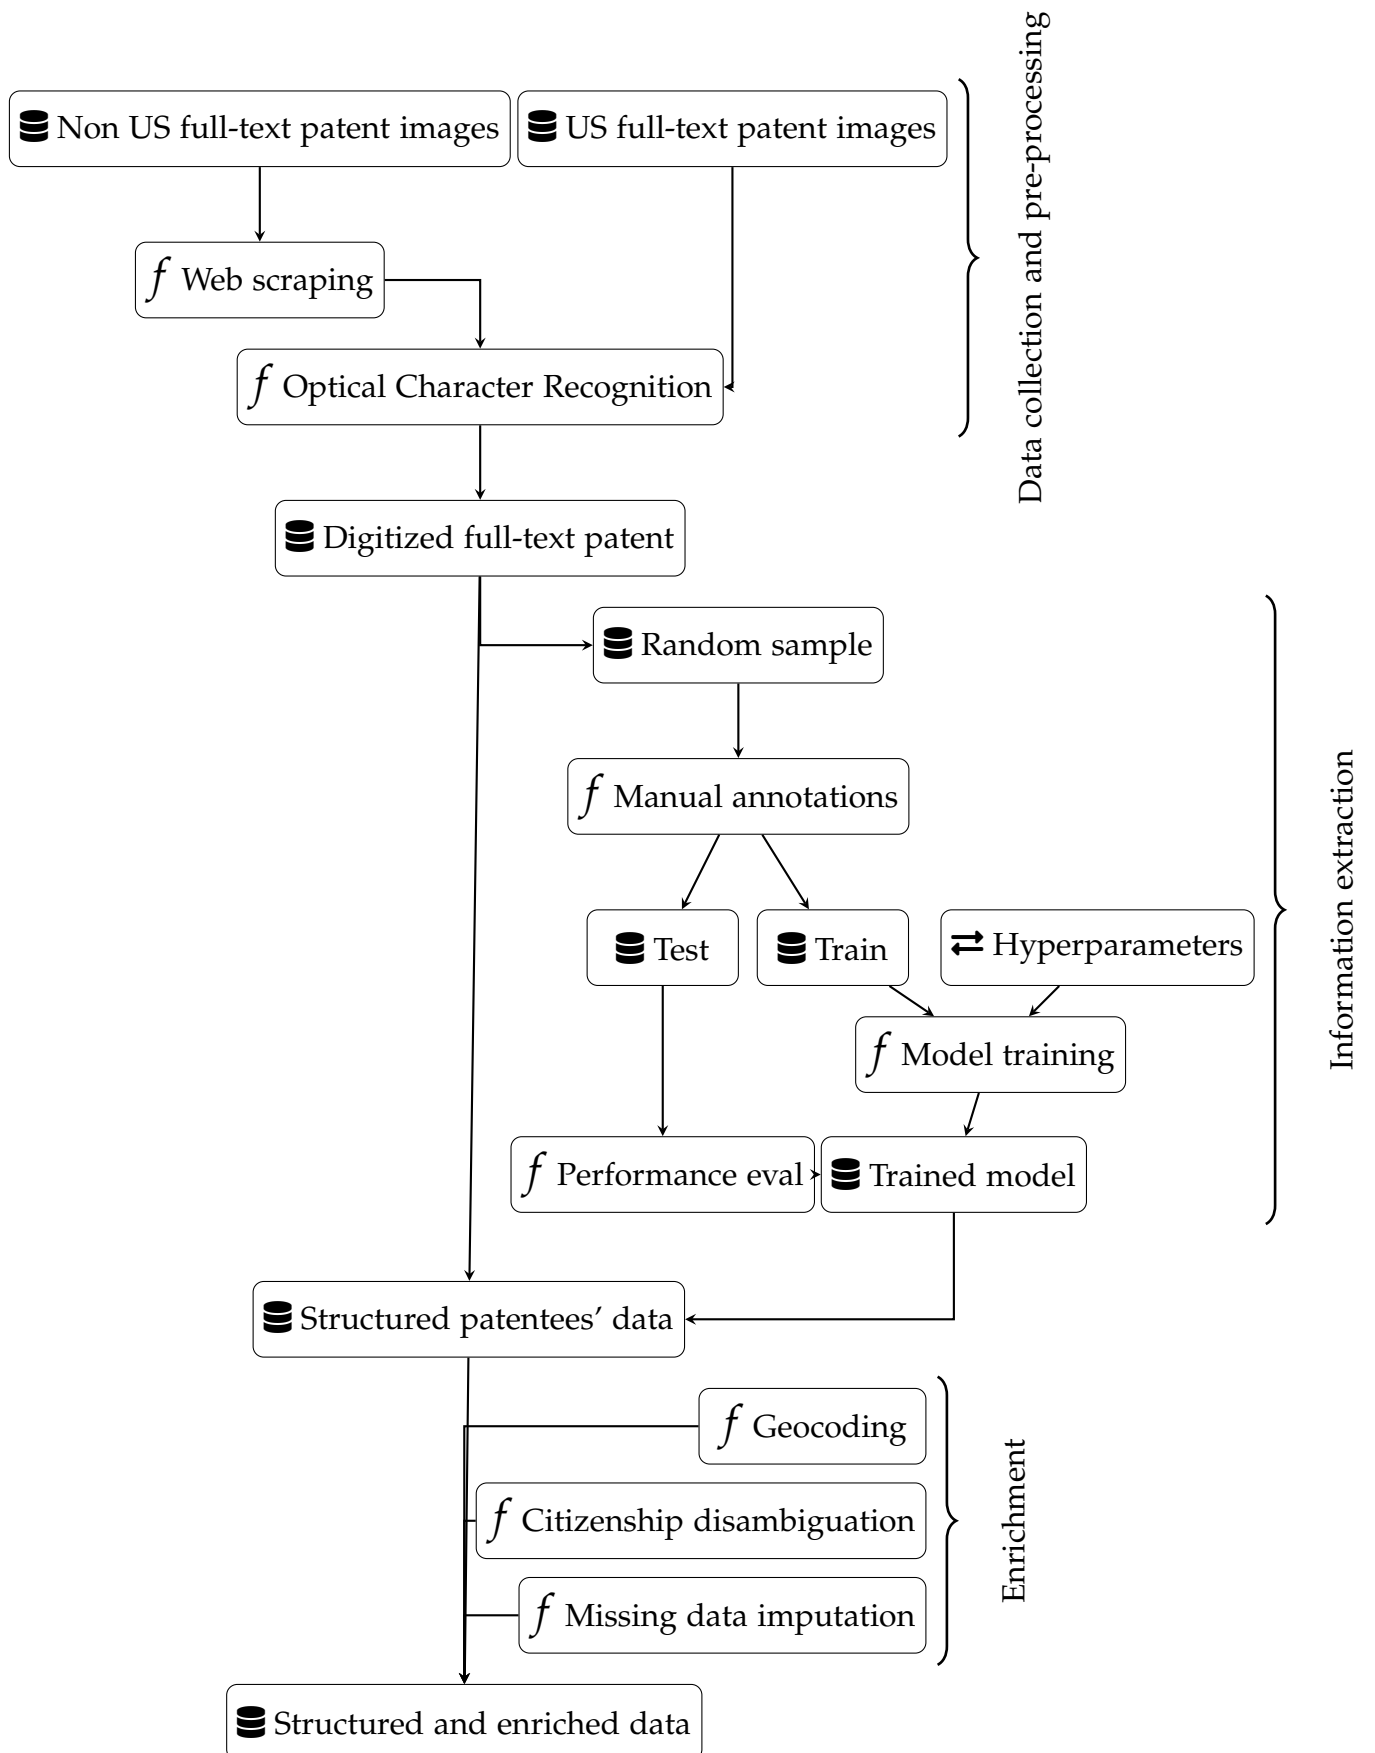 Non US full-text patent images
US full-text patent images
Data collection and pre-processing
f Web scraping
f Optical Character Recognition
Digitized full-text patent
Random sample
Information extraction
f Manual annotations
Test
Train
Hyperparameters
f Model training
f Performance eval
Trained model
Structured patentees’ data
f Geocoding
Enrichment
f Citizenship disambiguation
f Missing data imputation
Structured and enriched data